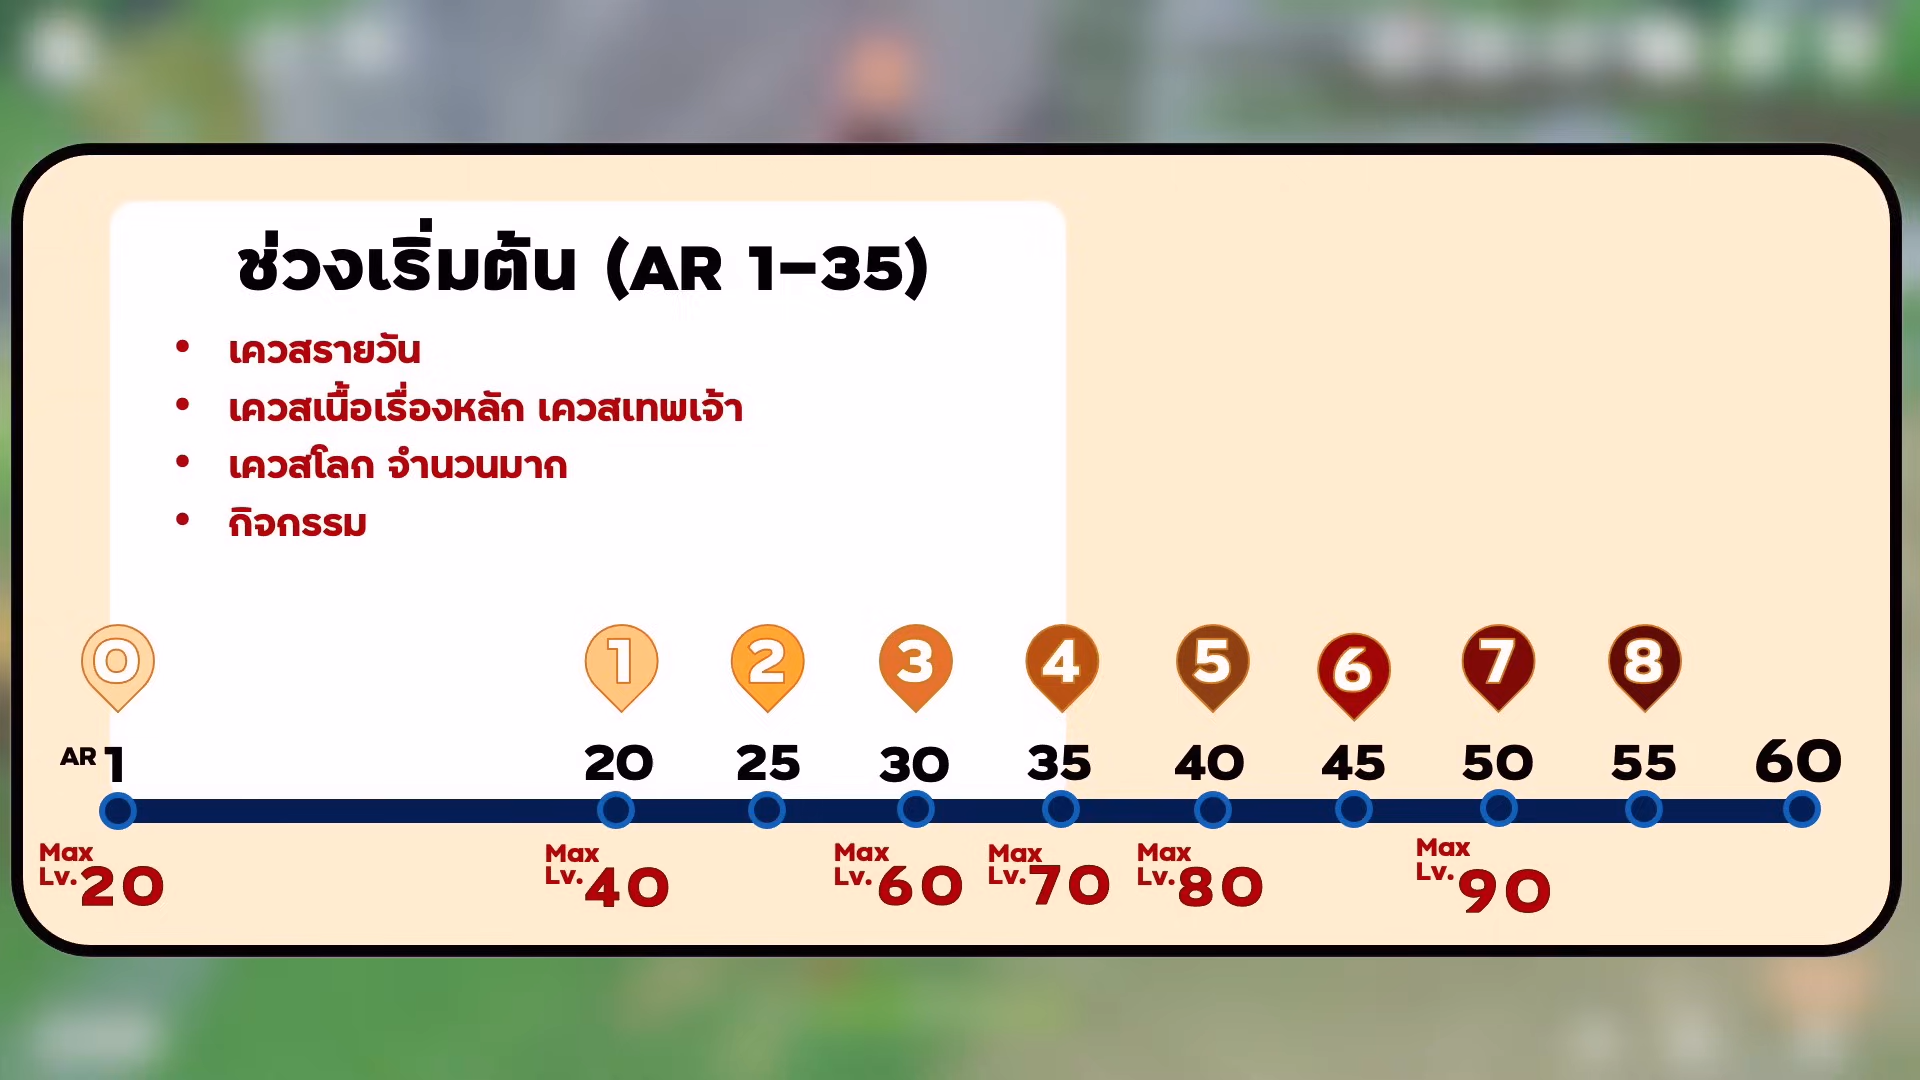 ช่วงเริ่มต้น (AR 1–35)
• เควสรายวัน
• เควสเนื้อเรื่องหลัก เควสเทพเจ้า
• เควสโลก จำนวนมาก
• กิจกรรม
0 1 2 3 4 5 6 7 8
AR 1 20 25 30 35 40 45 50 55 60
Max Lv. 20 Max Lv. 40 Max Lv. 60 Max Lv. 70 Max Lv. 80 Max Lv. 90